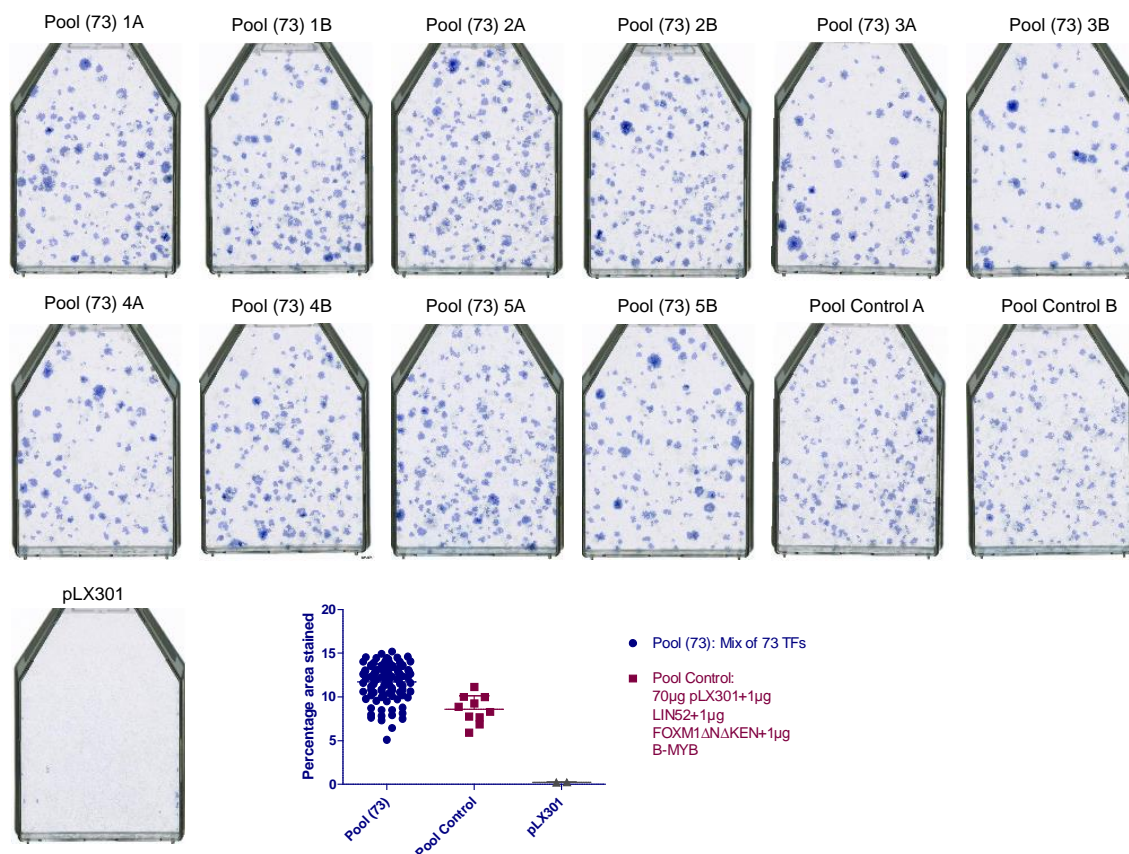 Pool (73) 1A
Pool (73) 1B
Pool (73) 2A
Pool (73) 2B
Pool (73) 3A
Pool (73) 3B
Pool (73) 4A
Pool (73) 4B
Pool (73) 5A
Pool (73) 5B
Pool Control A
Pool Control B
pLX301
Percentage area stained
20
15
10
5
0
Pool (73)
Pool Control
pLX301
Pool (73): Mix of 73 TFs
Pool Control:
70µg pLX301+1µg
LIN52+1µg
FOXM1ΔNΔKEN+1µg
B-MYB